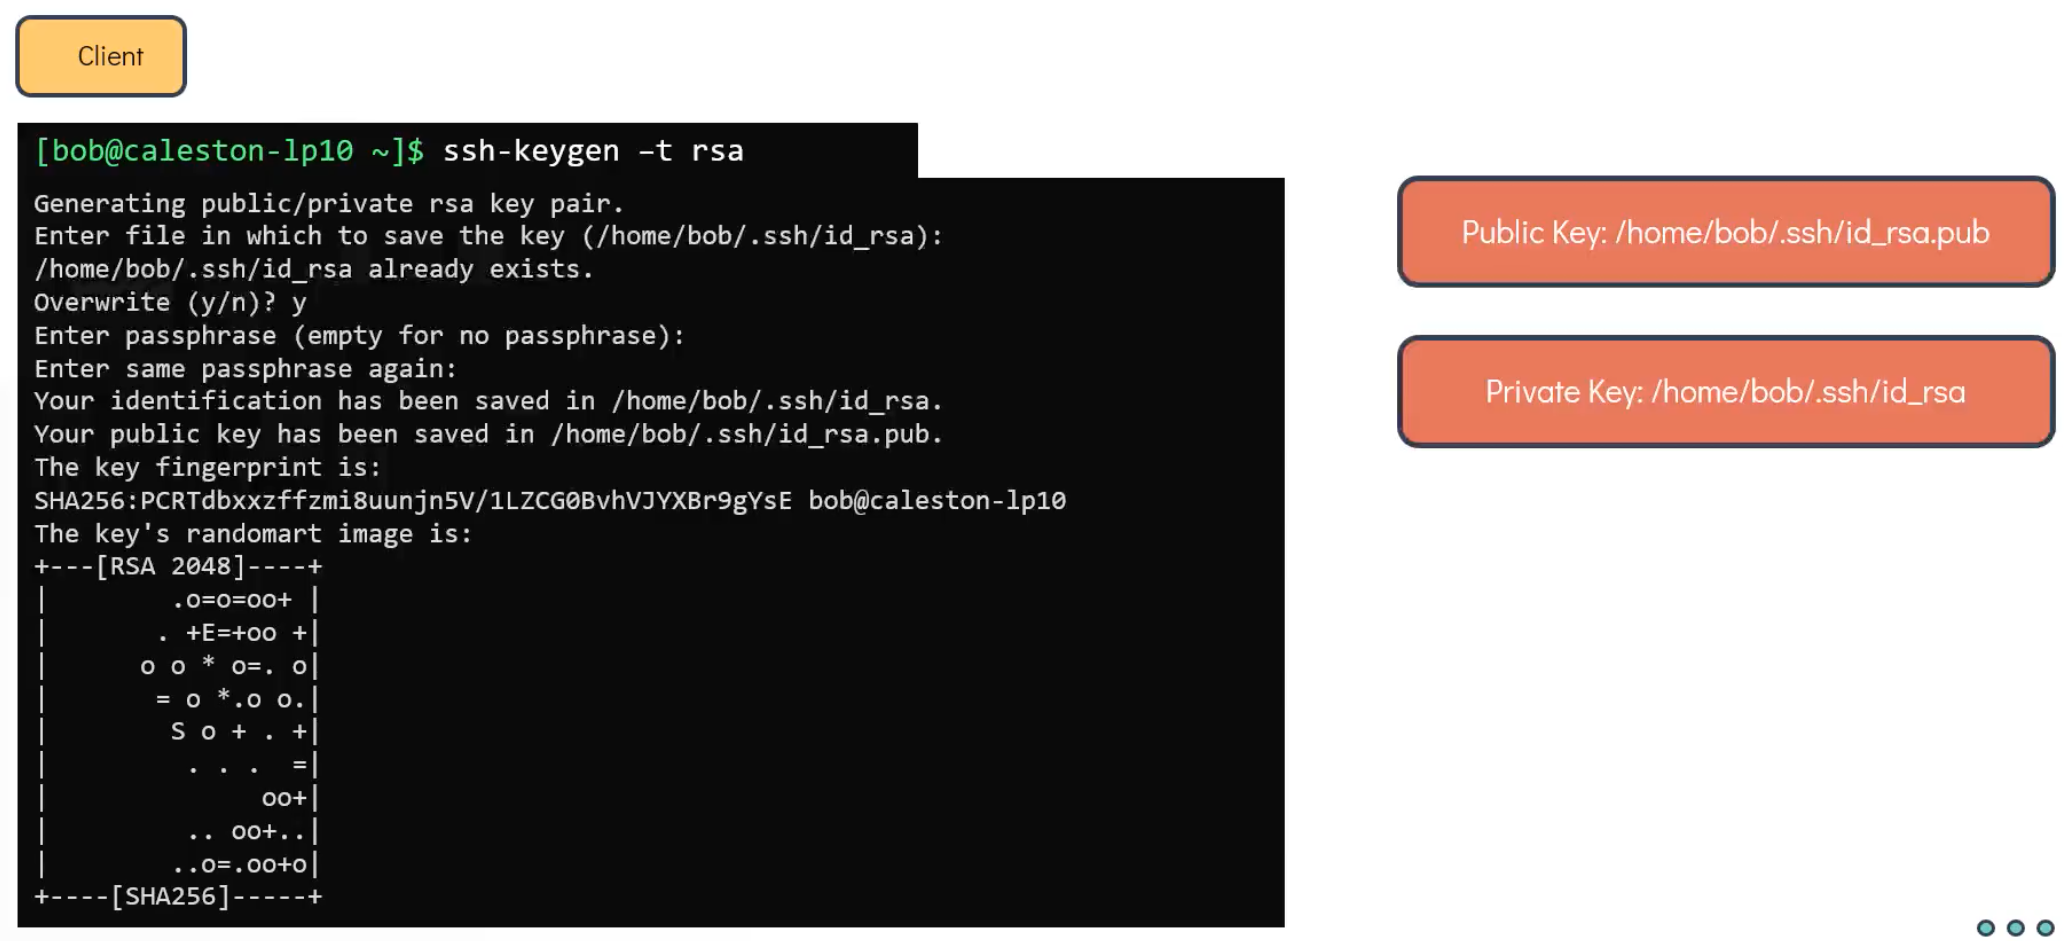 Client
[bob@caleston-lp10 ~]$ ssh-keygen –t rsa
Generating public/private rsa key pair.
Enter file in which to save the key (/home/bob/.ssh/id_rsa):
/home/bob/.ssh/id_rsa already exists.
Overwrite (y/n)? y
Enter passphrase (empty for no passphrase):
Enter same passphrase again:
Your identification has been saved in /home/bob/.ssh/id_rsa.
Your public key has been saved in /home/bob/.ssh/id_rsa.pub.
The key fingerprint is:
SHA256:PCRTdbxxzffzmi8uunjn5V/1LZCG0BvhVJYXBr9gYsE bob@caleston-lp10
The key's randomart image is:
+---[RSA 2048]----+
|        .o=o=oo+ |
|       . +E=+oo +|
|      o o * o=. o|
|       = o *.o o.|
|        S o + . +|
|         . . .  =|
|              oo+|
|         .. oo+..|
|        ..o=.oo+o|
+----[SHA256]-----+
Public Key: /home/bob/.ssh/id_rsa.pub
Private Key: /home/bob/.ssh/id_rsa